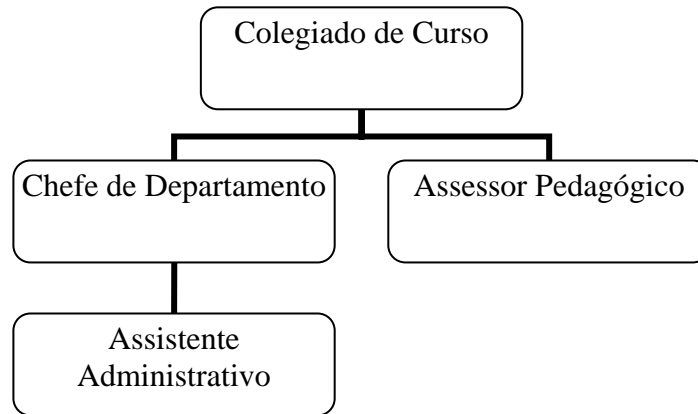 Colegiado de Curso
Chefe de Departamento
Assessor Pedagógico
Assistente
Administrativo